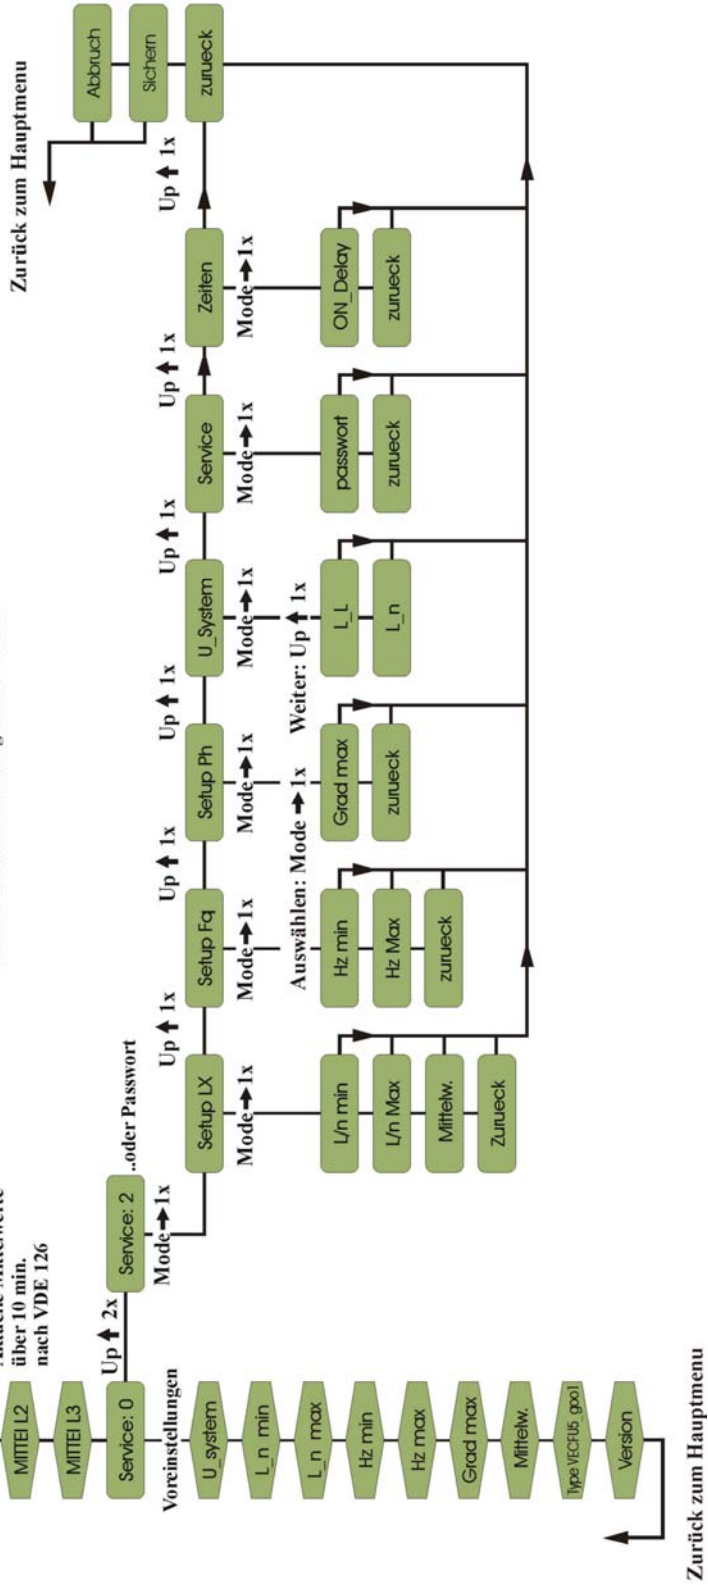 über 10 min.
nach VDE 126
MITTEl L2
MITTEl L3
Service: 0
Up 2x
Service: 2
..oder Passwort
Mode 1x
Voreinstellungen
U_system
L_n min
L_n max
Hz min
Hz max
Grad max
Mittelw.
Type VECFU5_goo1
Version
Zurück zum Hauptmenu
Setup LX
Up 1x
Setup Fq
Up 1x
Setup Ph
Up 1x
U_System
Up 1x
Service
Up 1x
Zeiten
Up 1x
zurueck
Sichern
Abbruch
Zurück zum Hauptmenu
Mode 1x
Mode 1x
Mode 1x
Mode 1x
Mode 1x
Mode 1x
Auswählen: Mode 1x Weiter: Up 1x
L/n min
L/n Max
Mittelw.
Zurueck
Hz min
Hz Max
zurueck
Grad max
zurueck
L_L
L_n
passwort
zurueck
ON_Delay
zurueck